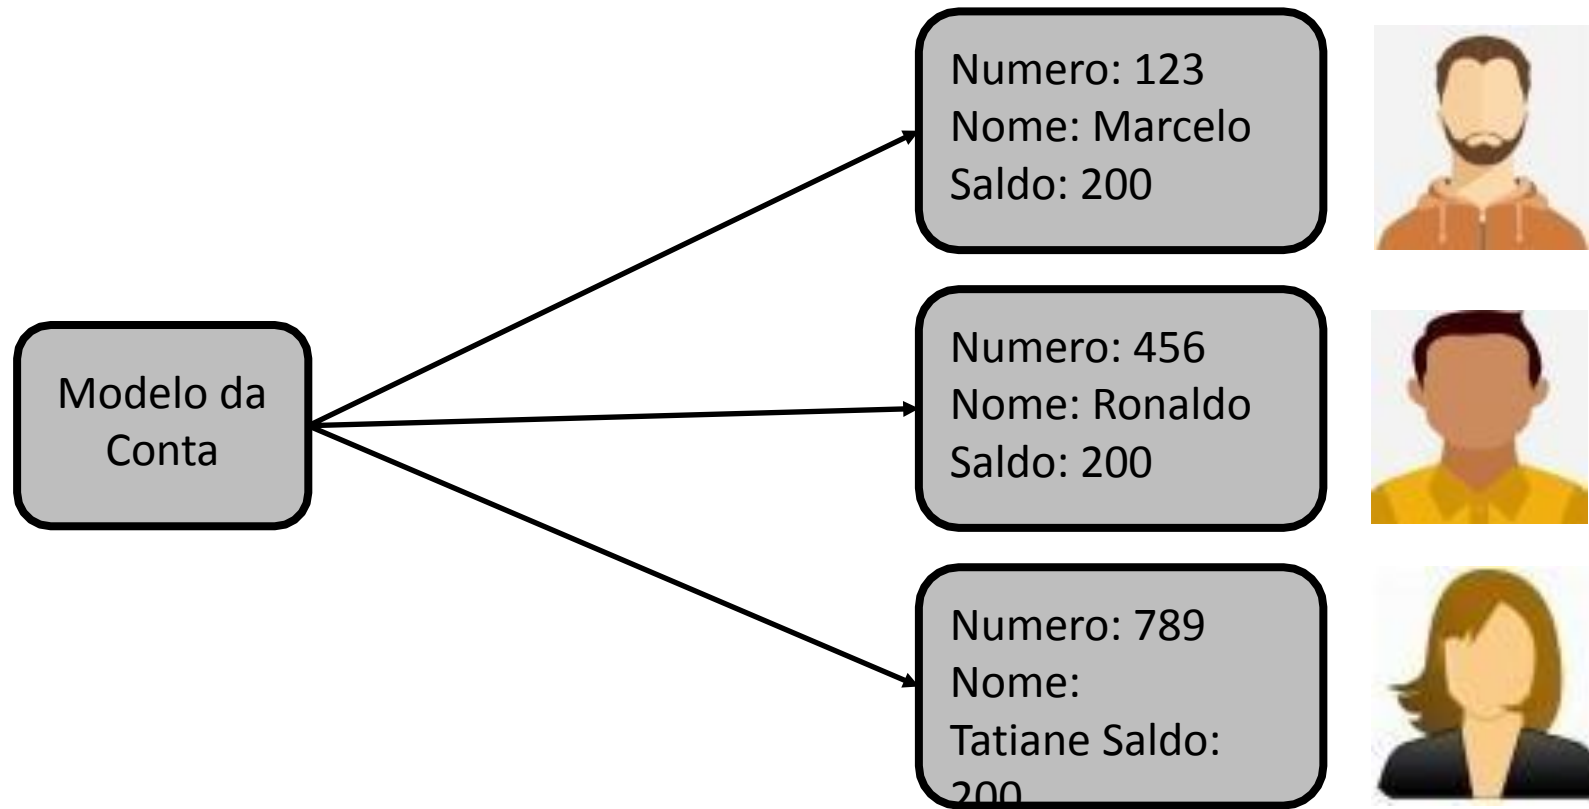 Numero: 123
Nome: Marcelo
Saldo: 200
Modelo da
Conta
Numero: 456
Nome: Ronaldo
Saldo: 200
Numero: 789
Nome:
Tatiane Saldo:
200